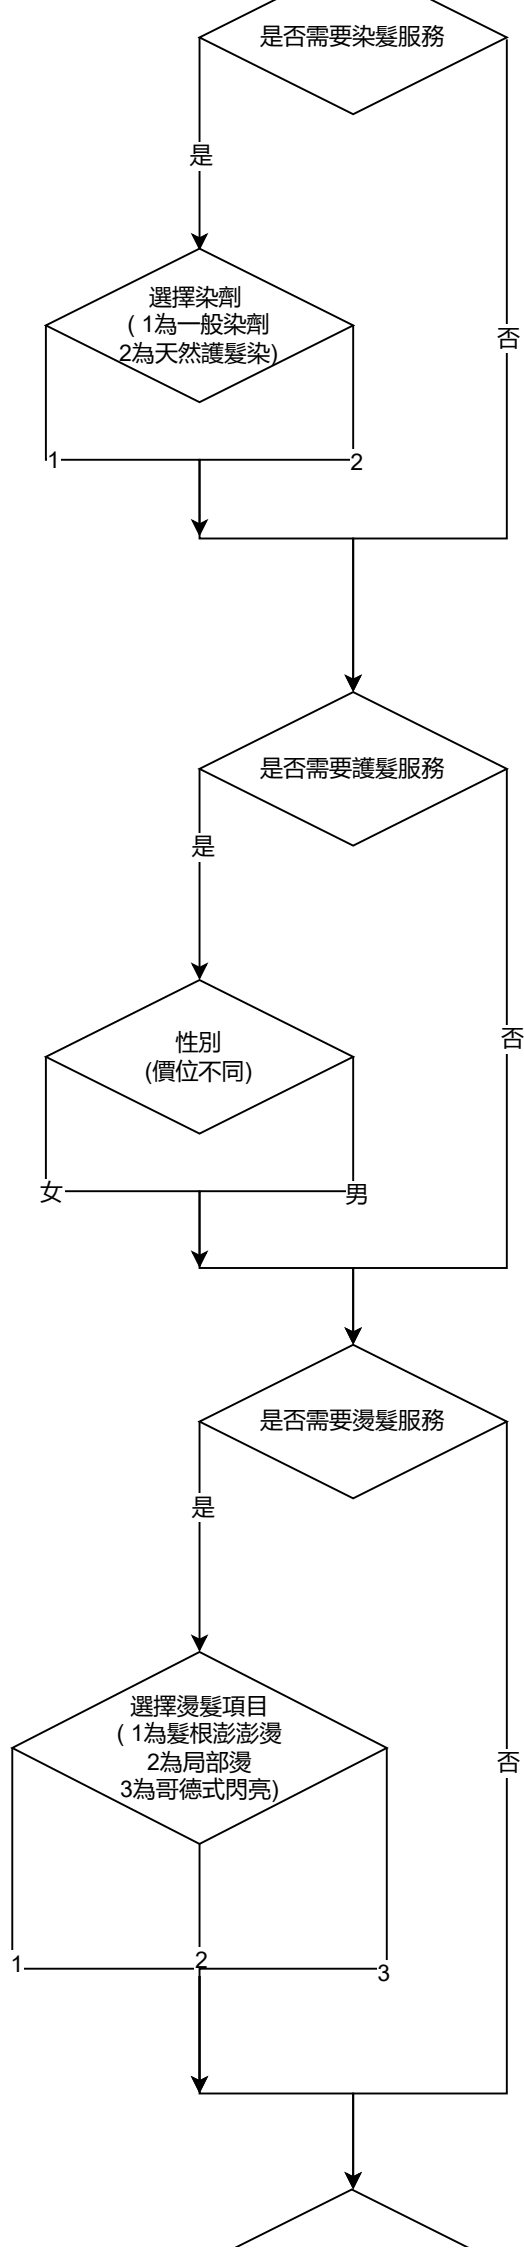 是否需要染髮服務
是
選擇染劑
( 1為一般染劑
2為天然護髮染)
否
1
2
是否需要護髮服務
是
否
性別
(價位不同)
女
男
是否需要燙髮服務
是
選擇燙髮項目
( 1為髮根澎澎燙
2為局部燙
3為哥德式閃亮)
否
1
2
3